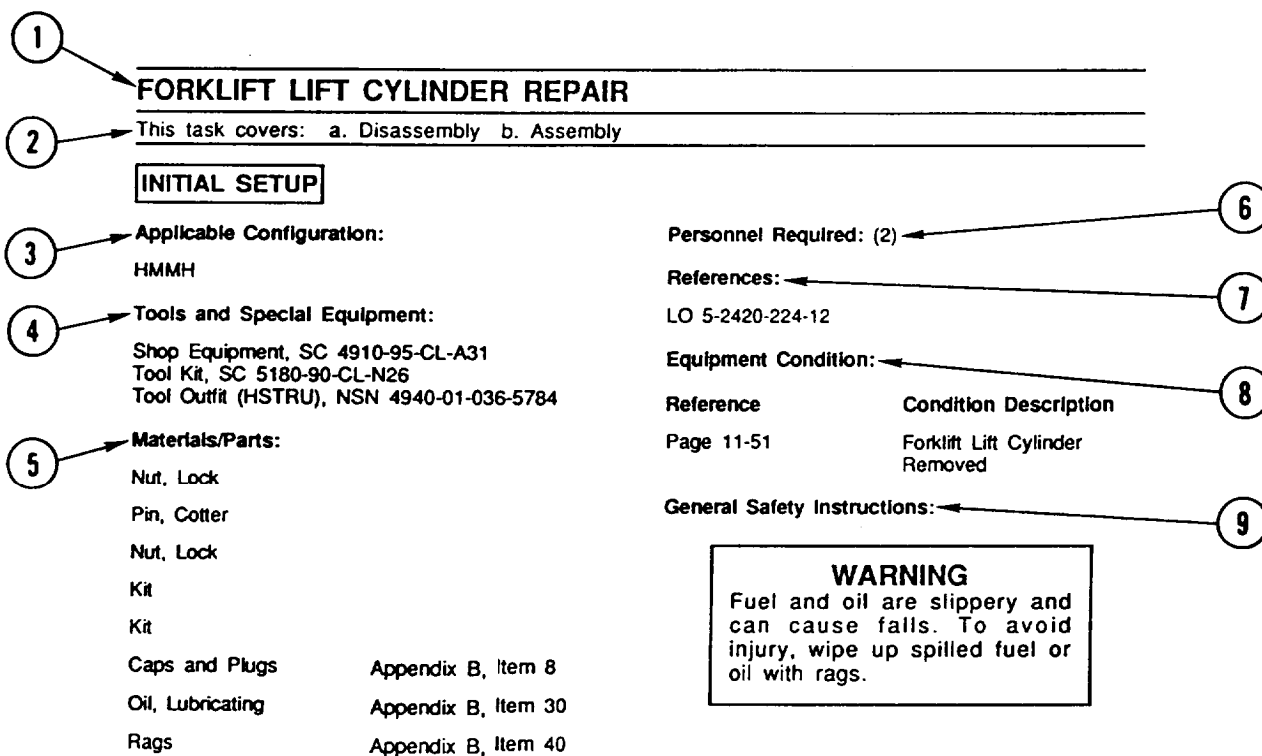 1
FORKLIFT LIFT CYLINDER REPAIR
2
This task covers: a. Disassembly b. Assembly
INITIAL SETUP
3
Applicable Configuration:
HMMH
4
Tools and Special Equipment:
Shop Equipment, SC 4910-95-CL-A31
Tool Kit, SC 5180-90-CL-N26
Tool Outfit (HSTRU), NSN 4940-01-036-5784
5
Materials/Parts:
Nut, Lock
Pin, Cotter
Nut, Lock
Kit
Kit
Caps and Plugs Appendix B, Item 8
Oil, Lubricating Appendix B, Item 30
Rags Appendix B, Item 40
6
Personnel Required: (2)
References:
7
LO 5-2420-224-12
Equipment Condition:
8
Reference Condition Description
Page 11-51 Forklift Lift Cylinder
Removed
General Safety Instructions:
9
WARNING
Fuel and oil are slippery and
can cause falls. To avoid
injury, wipe up spilled fuel or
oil with rags.